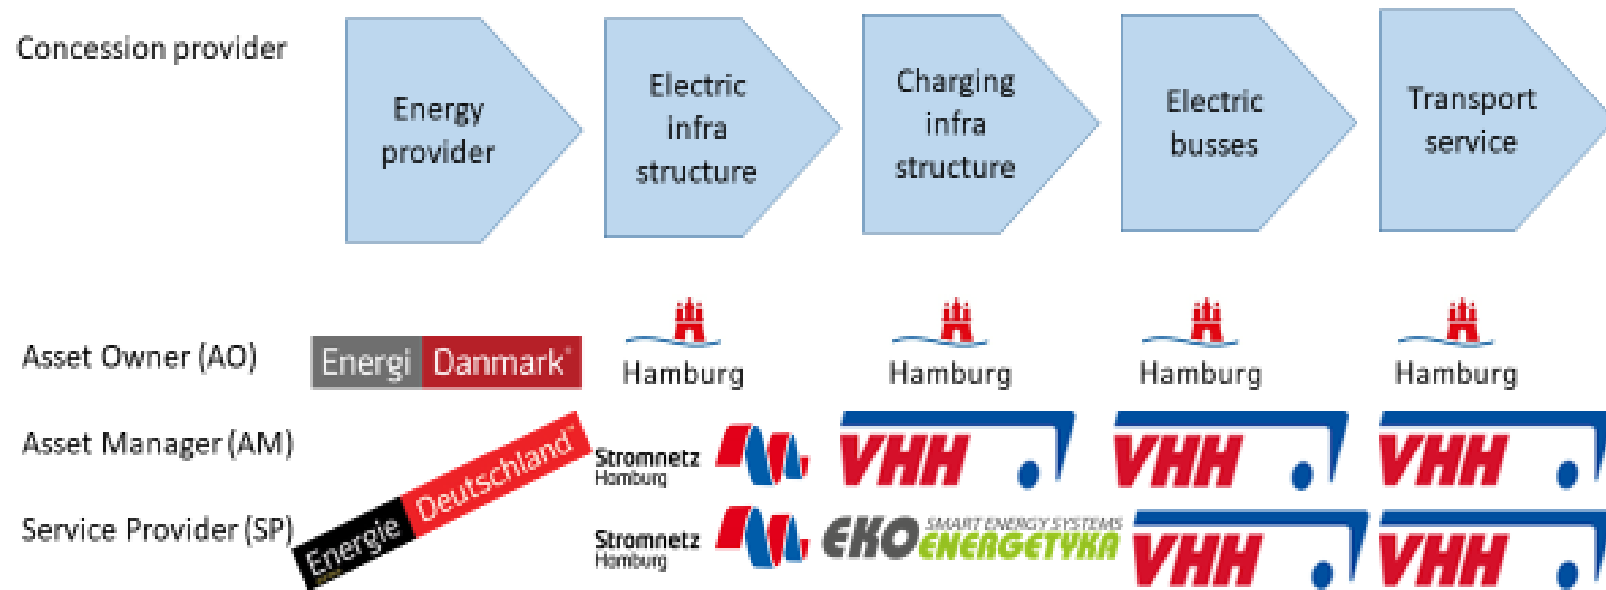 Concession provider
Energy
provider
Electric
infra
structure
Charging
infra
structure
Electric
busses
Transport
service
Asset Owner (AO)
Energi Danmark
Hamburg
Hamburg
Hamburg
Hamburg
Asset Manager (AM)
Energie Deutschland™
Stromnetz
Hamburg
VHH
VHH
VHH
Service Provider (SP)
Stromnetz
Hamburg
EKO SMART ENERGY SYSTEMS
ENERGETYKA
VHH
VHH